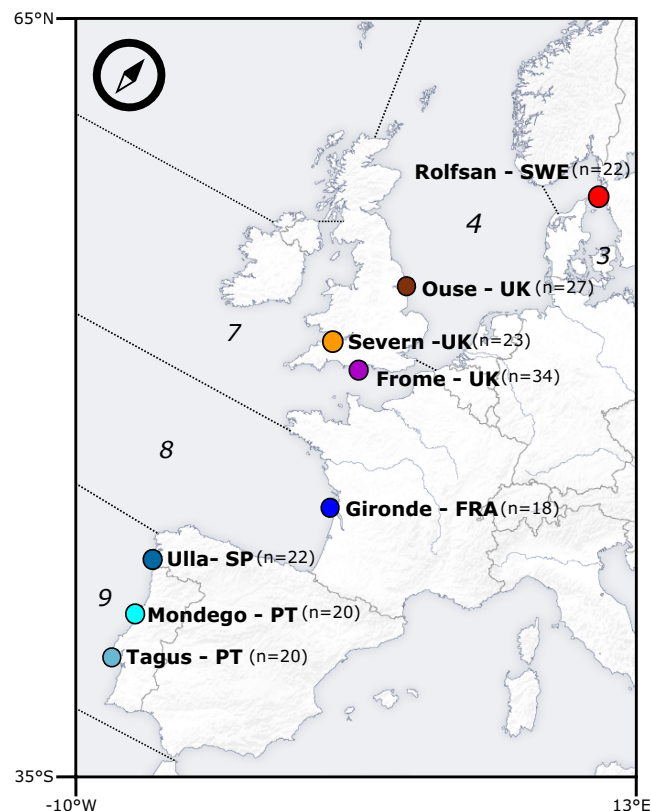 65°N
Rolfsan - SWE (n=22)
4
3
Ouse - UK (n=27)
7
Severn -UK(n=23)
Frome - UK(n=34)
8
Gironde - FRA(n=18)
Ulla- SP(n=22)
9
Mondego - PT (n=20)
Tagus - PT (n=20)
35°S
-10°W
13°E